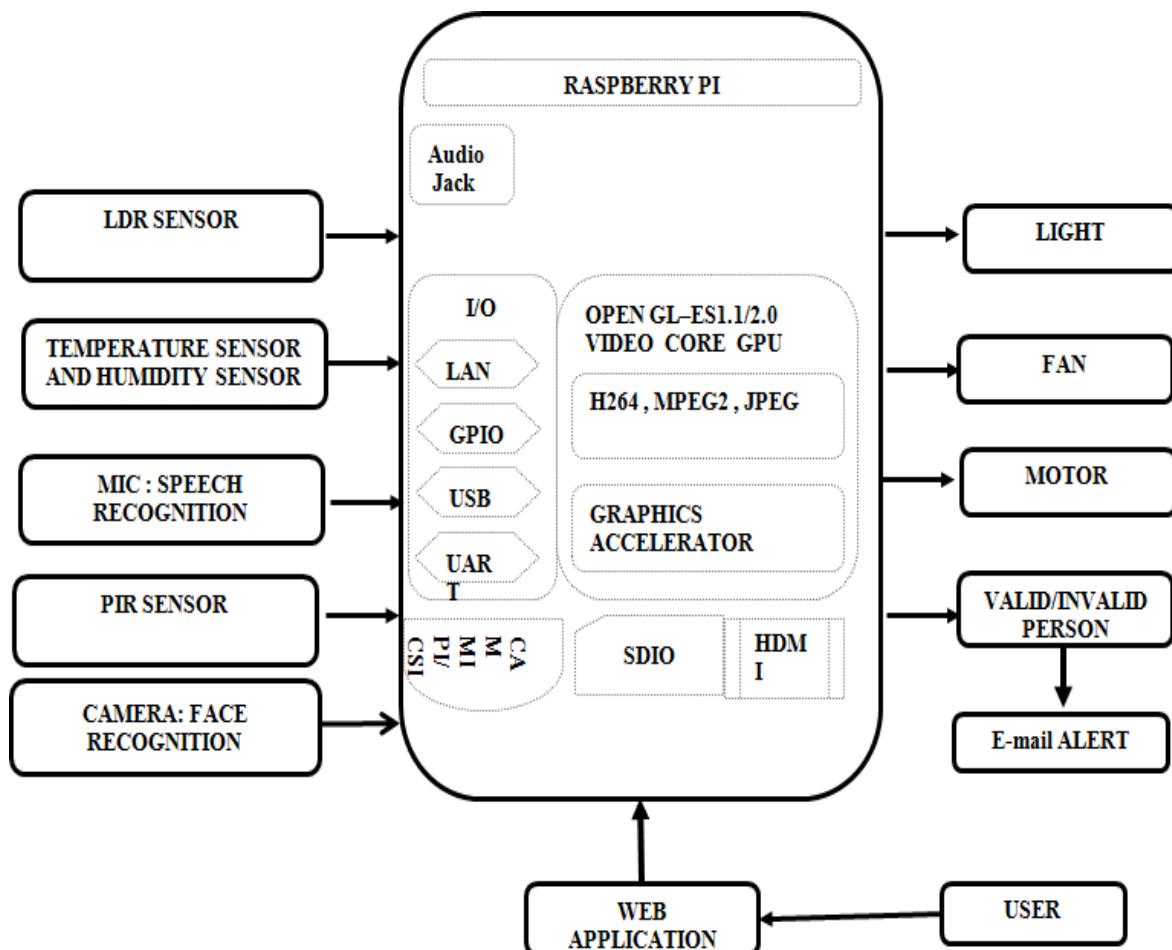 RASPBERRY PI
Audio
Jack
LDR SENSOR
TEMPERATURE SENSOR
AND HUMIDITY SENSOR
MIC : SPEECH
RECOGNITION
PIR SENSOR
CAMERA: FACE
RECOGNITION
I/O
LAN
GPIO
USB
UAR
T
OPEN GL–ES1.1/2.0
VIDEO CORE GPU
H264 , MPEG2 , JPEG
GRAPHICS
ACCELERATOR
CA
M
MI
PI/
CSI
SDIO
HDM
I
LIGHT
FAN
MOTOR
VALID/INVALID
PERSON
E-mail ALERT
WEB
APPLICATION
USER